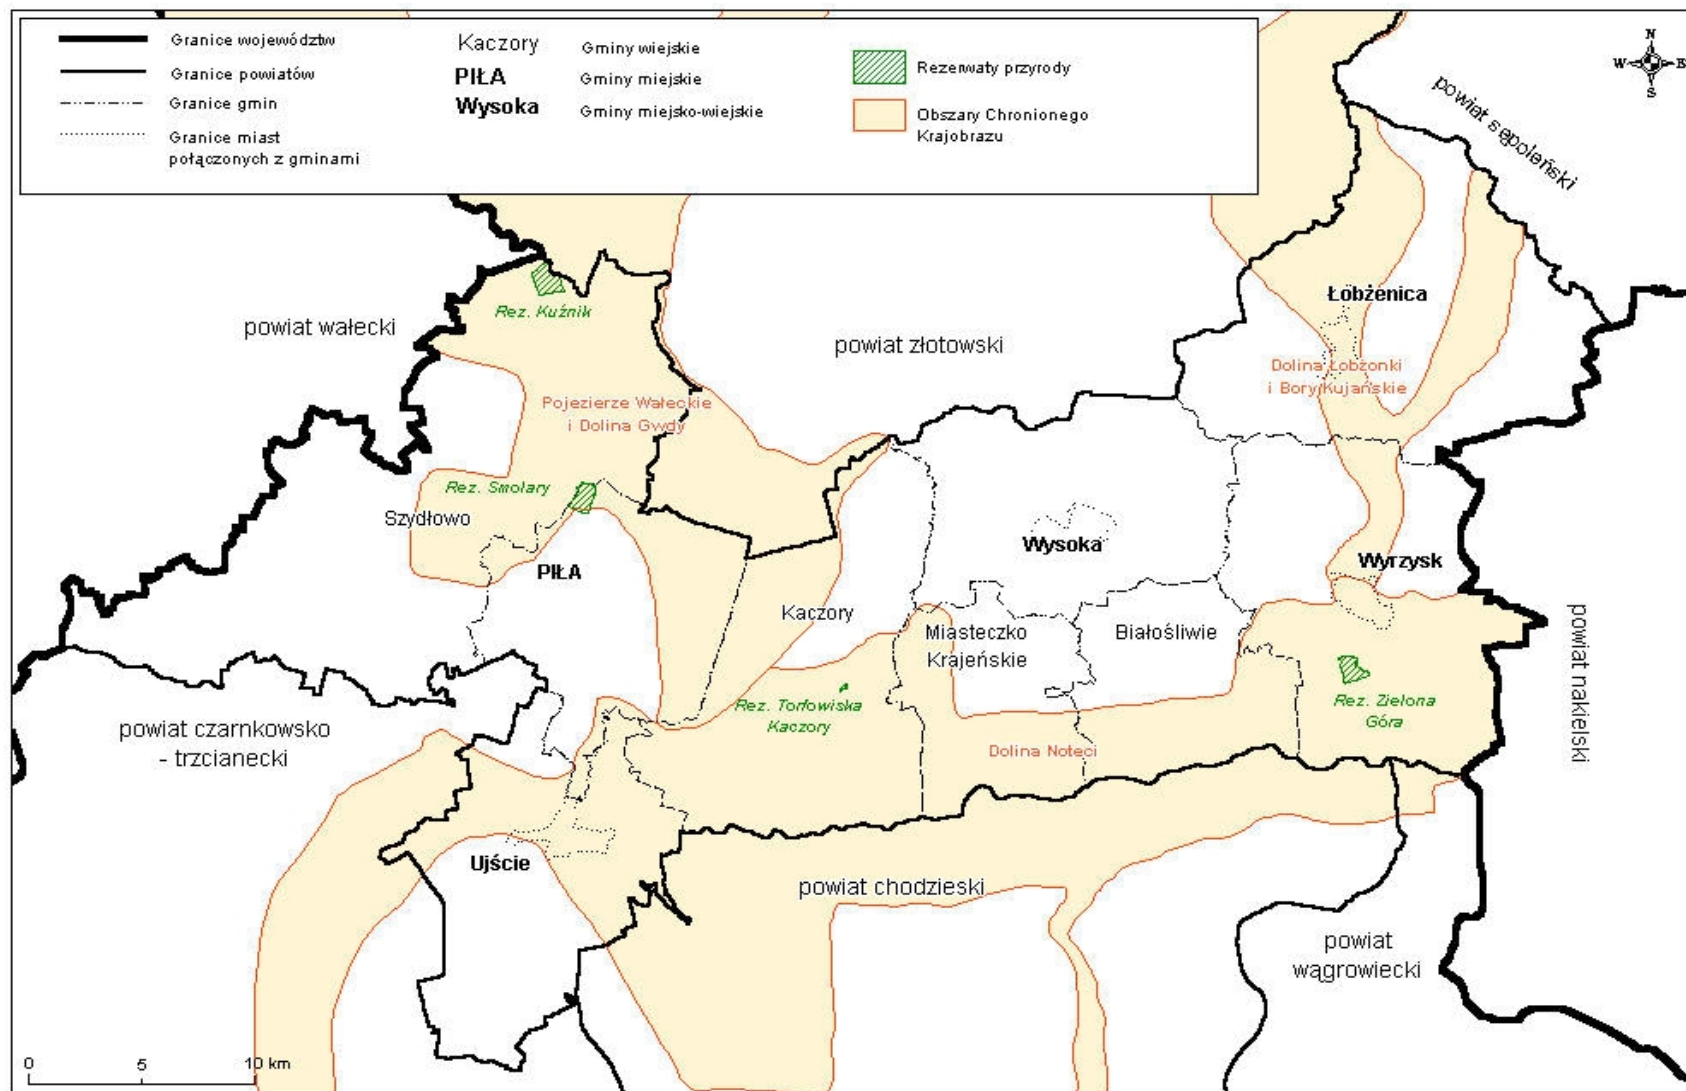 Granice województw
Granice powiatów
Granice gmin
Granice miast
połączonych z gminami
Kaczory
Gminy wiejskie
PIŁA
Gminy miejskie
Wysoka
Gminy miejsko-wiejskie
Rezerwaty przyrody
Obszary Chronionego
Krajobrazu
N
W
E
S
powiat sępoleński
Rez. Kuźnik
powiat wałecki
Łobżenica
powiat złotowski
Dolina Łobżonki
i Bory Kujańskie
Pojezierze Wałeckie
i Dolina Gwdy
Rez. Smolary
Szydłowo
PIŁA
Wysoka
Wyrzysk
Kaczory
Miasteczko
Krajeńskie
Białośliwie
powiat nakielski
Rez. Torfowiska
Kaczory
Rez. Zielona
Góra
powiat czarnkowsko
- trzcianecki
Dolina Noteci
Ujście
powiat chodzieski
powiat
wągrowiecki
0
5
10 km